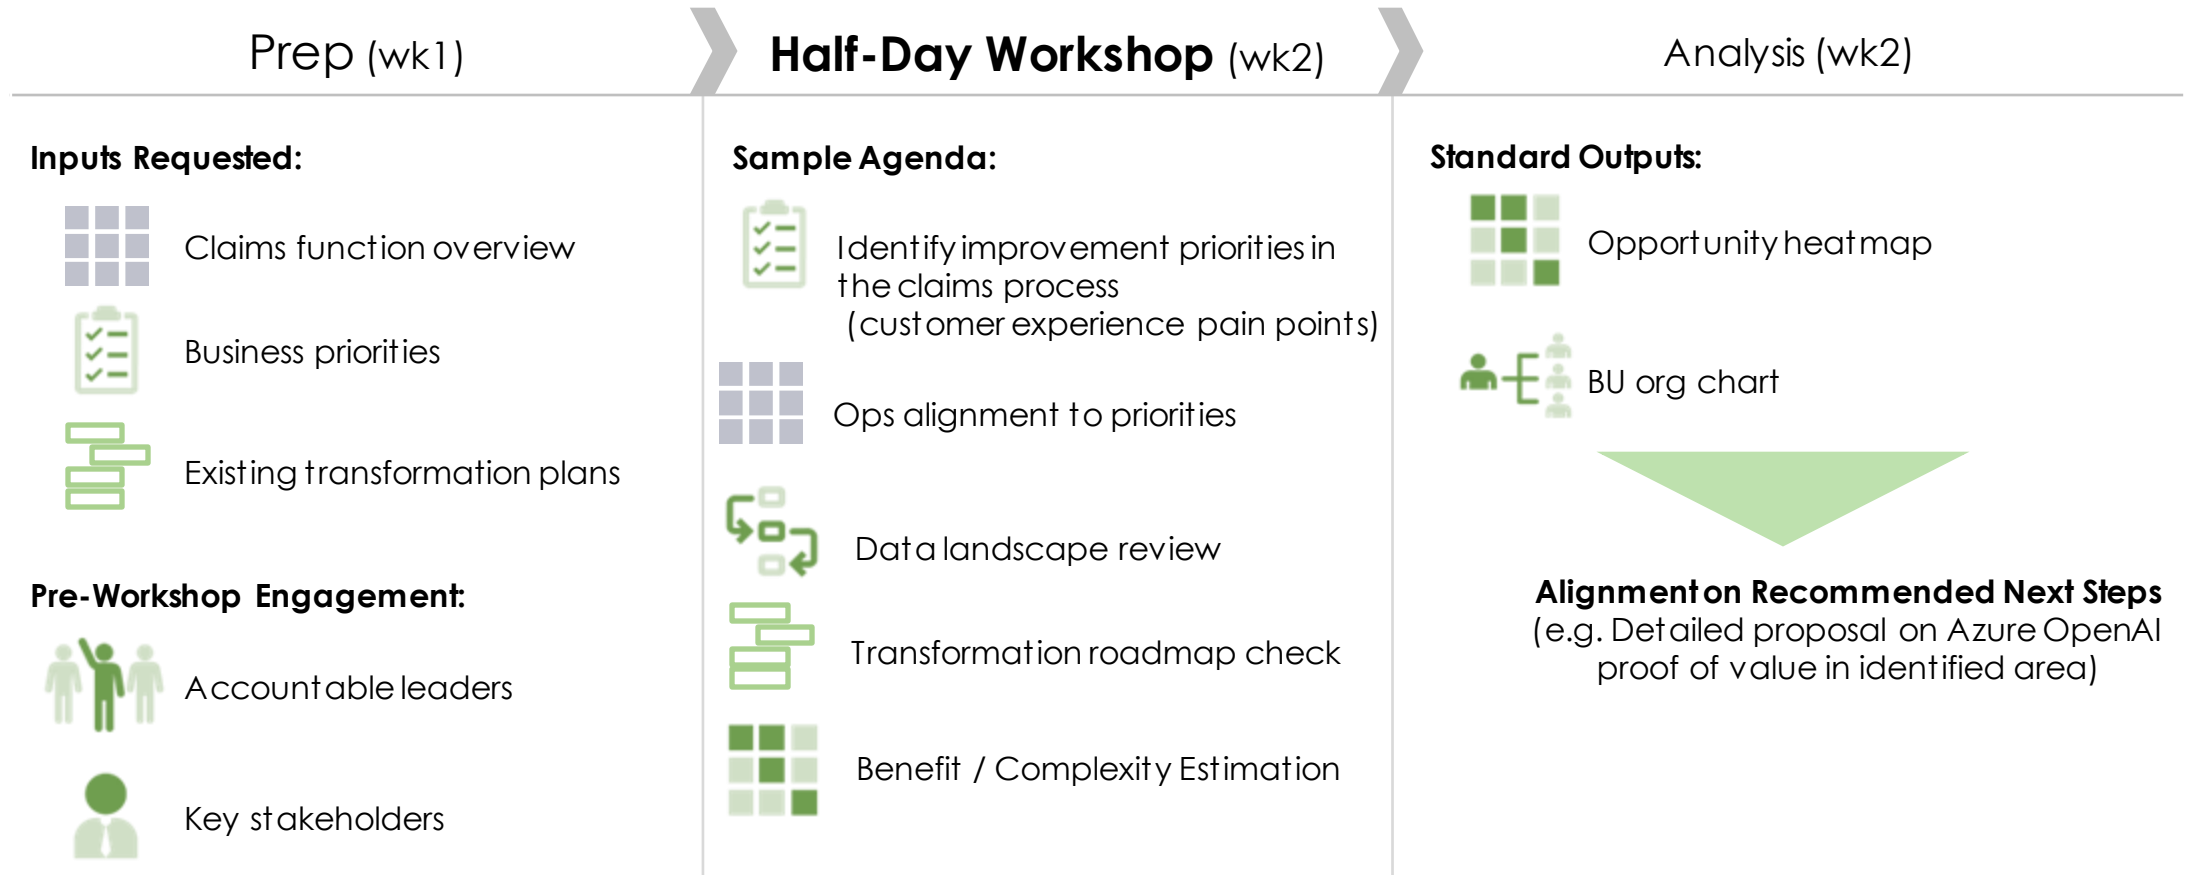 Prep (wk1)
Half-Day Workshop (wk2)
Analysis (wk2)
Inputs Requested:
Claims function overview
Business priorities
Existing transformation plans
Pre-Workshop Engagement:
Accountable leaders
Key stakeholders
Sample Agenda:
Identify improvement priorities in
the claims process
(customer experience pain points)
Ops alignment to priorities
Data landscape review
Transformation roadmap check
Benefit / Complexity Estimation
Standard Outputs:
Opportunity heatmap
BU org chart
Alignment on Recommended Next Steps
(e.g. Detailed proposal on Azure OpenAI
proof of value in identified area)